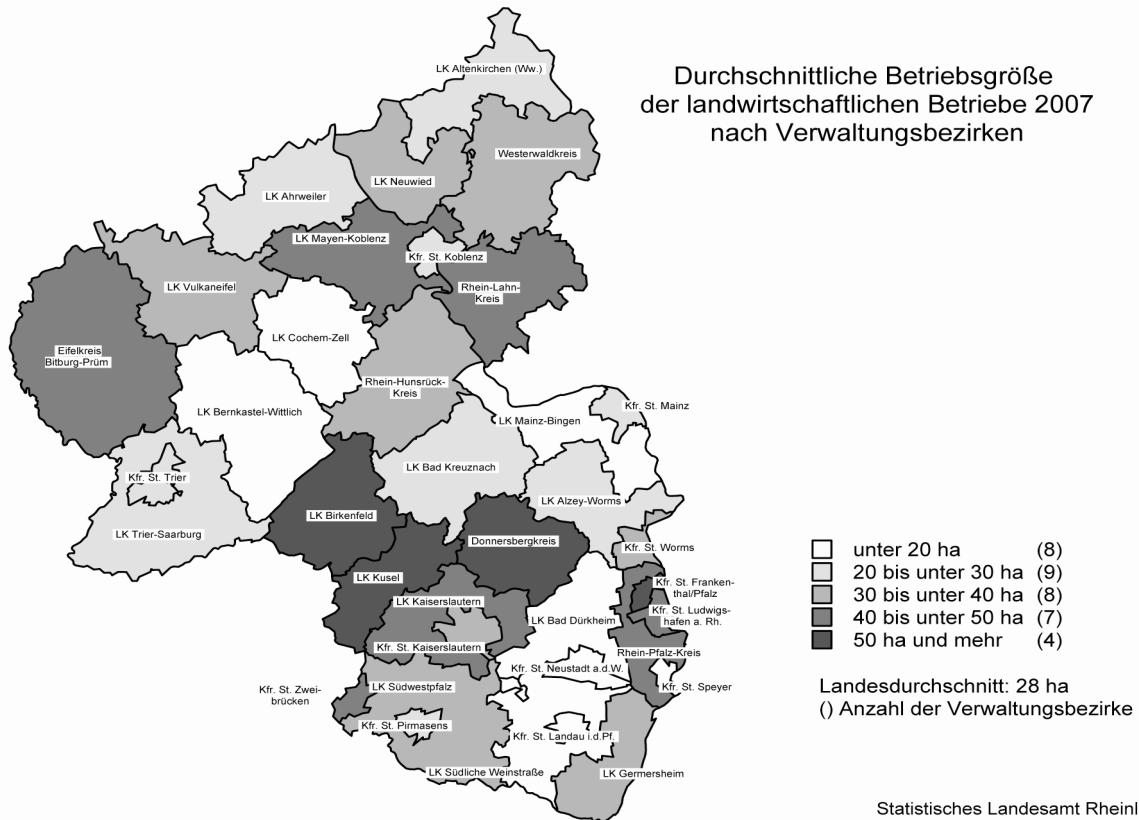 Durchschnittliche Betriebsgröße
der landwirtschaftlichen Betriebe 2007
nach Verwaltungsbezirken
LK Altenkirchen (Ww.)
Westerwaldkreis
LK Neuwied
LK Ahrweiler
LK Mayen-Koblenz
Kfr. St. Koblenz
LK Vulkaneifel
Rhein-Lahn-
Kreis
LK Cochem-Zell
Eifelkreis
Bitburg-Prüm
Rhein-Hunsrück-
Kreis
LK Bernkastel-Wittlich
Kfr. St. Mainz
LK Mainz-Bingen
LK Bad Kreuznach
Kfr. St. Trier
LK Alzey-Worms
LK Birkenfeld
LK Trier-Saarburg
Donnersbergkreis
Kfr. St. Worms
LK Kusel
Kfr. St. Franken-
thal/Pfalz
LK Kaiserslautern
Kfr. St. Ludwigs-
hafen a. Rh.
LK Bad Dürkheim
Kfr. St. Kaiserslautern
Rhein-Pfalz-Kreis
Kfr. St. Neustadt a.d.W.
LK Südwestpfalz
Kfr. St. Speyer
Kfr. St. Zwei-
brücken
Kfr. St. Pirmasens
Kfr. St. Landau i.d.Pf.
LK Südliche Weinstraße
LK Germersheim
unter 20 ha (8)
20 bis unter 30 ha (9)
30 bis unter 40 ha (8)
40 bis unter 50 ha (7)
50 ha und mehr (4)
Landesdurchschnitt: 28 ha
() Anzahl der Verwaltungsbezirke
Statistisches Landesamt Rheinl